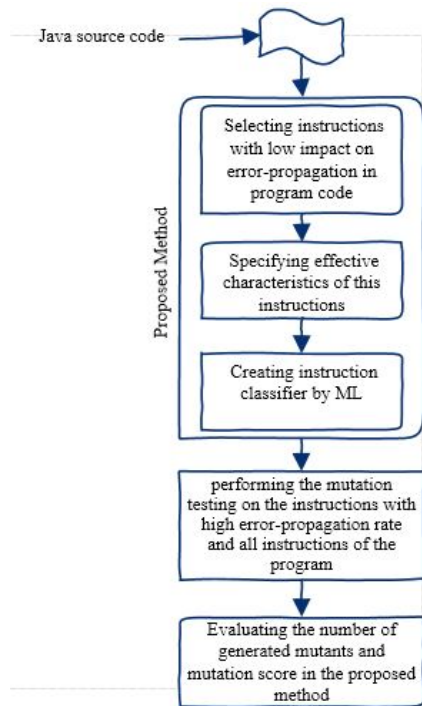 Java source code
Proposed Method
Selecting instructions
with low impact on
error-propagation in
program code
Specifying effective
characteristics of this
instructions
Creating instruction
classifier by ML
performing the mutation
testing on the instructions with
high error-propagation rate
and all instructions of the
program
Evaluating the number of
generated mutants and
mutation score in the proposed
method